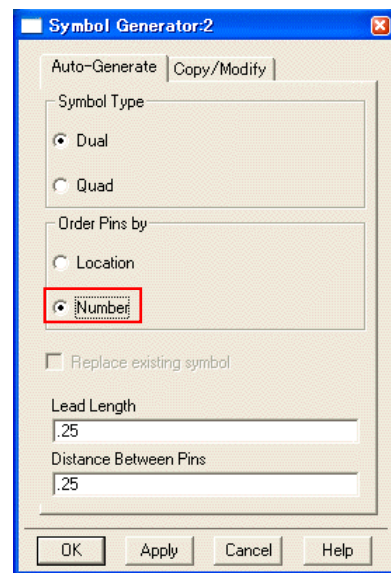 Symbol Generator:2
Auto-Generate Copy/Modify
Symbol Type
Dual
Quad
Order Pins by
Location
Number
Replace existing symbol
Lead Length
.25
Distance Between Pins
.25
OK Apply Cancel Help